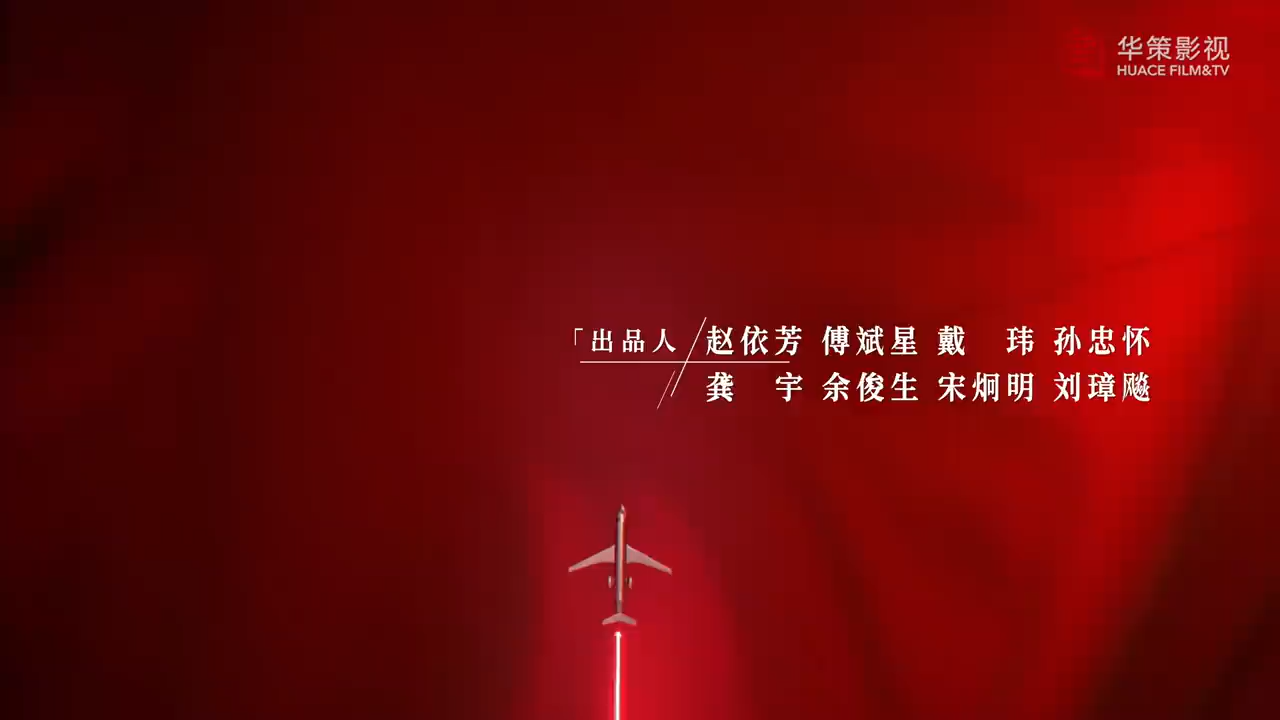 华策影视
HUACE FILM&TV
「出品人 赵依芳 傅斌星 戴　玮 孙忠怀
龚　宇 余俊生 宋炯明 刘璋飚